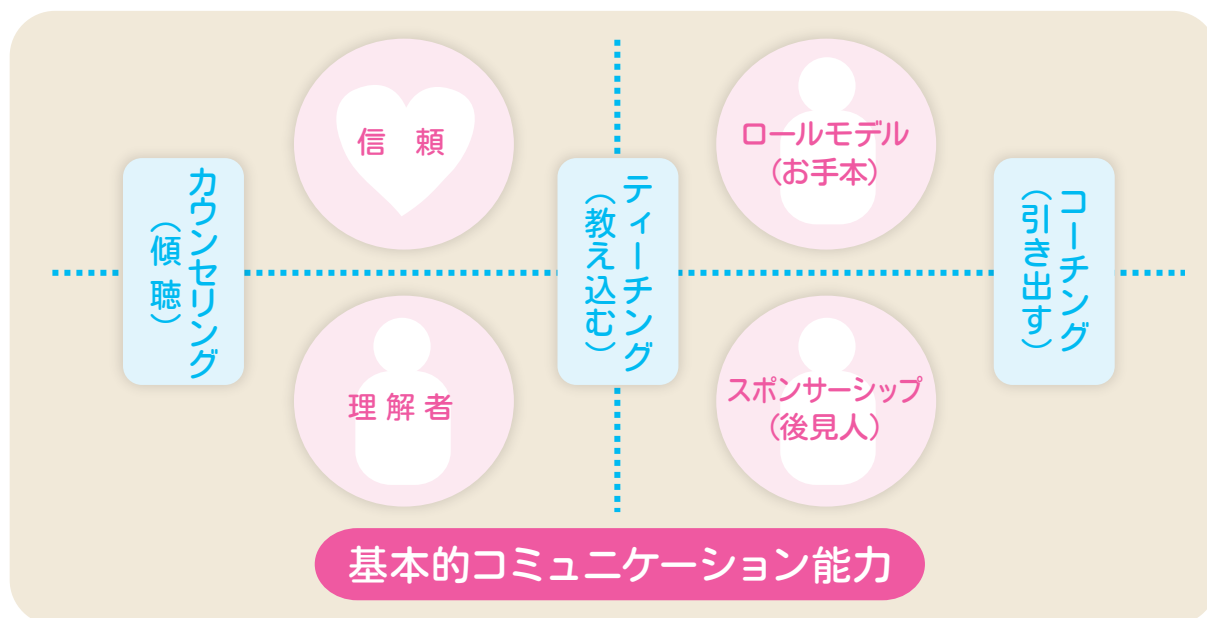 信 頼
ロールモデル
(お手本)
カウンセリング
(傾 聴)
ティーチング
(教え込む)
コーチング
(引き出す)
理 解 者
スポンサーシップ
(後見人)
基本的コミュニケーション能力